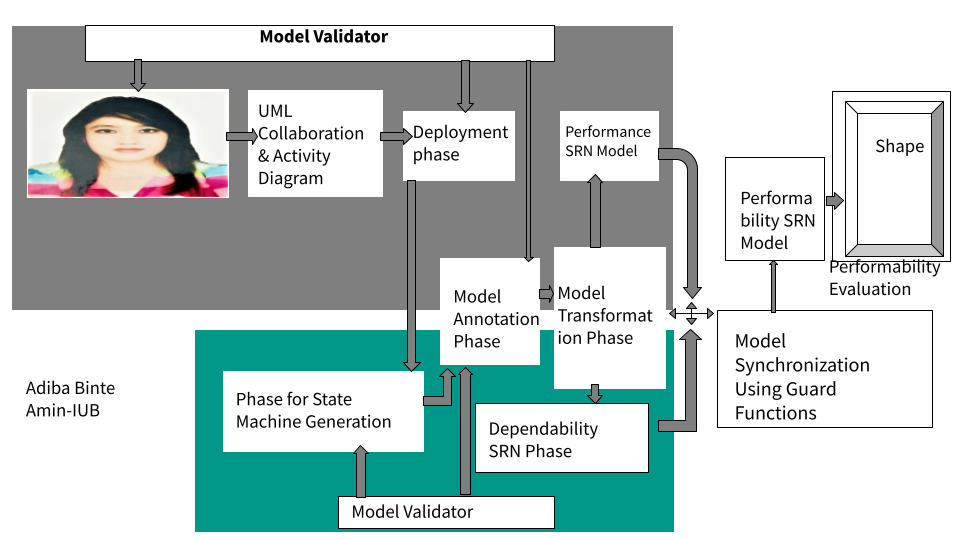 Model Validator
UML
Collaboration
& Activity
Diagram
Deployment
phase
Performance
SRN Model
Shape
Performa
bility SRN
Model
Performability
Evaluation
Model
Annotation
Phase
Model
Transformat
ion Phase
Model
Synchronization
Using Guard
Functions
Adiba Binte
Amin-IUB
Phase for State
Machine Generation
Dependability
SRN Phase
Model Validator